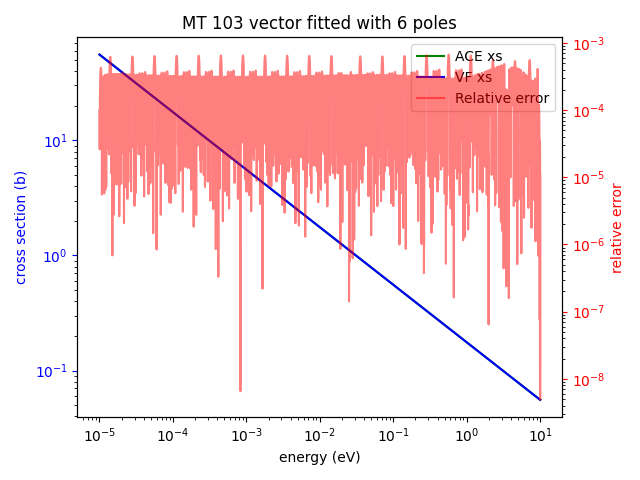 MT 103 vector fitted with 6 poles
ACE xs
VF xs
Relative error
cross section (b)
10¹
10⁰
10⁻¹
10⁻³
10⁻⁴
10⁻⁵
10⁻⁶
10⁻⁷
10⁻⁸
relative error
10⁻⁵ 10⁻⁴ 10⁻³ 10⁻² 10⁻¹ 10⁰ 10¹
energy (eV)